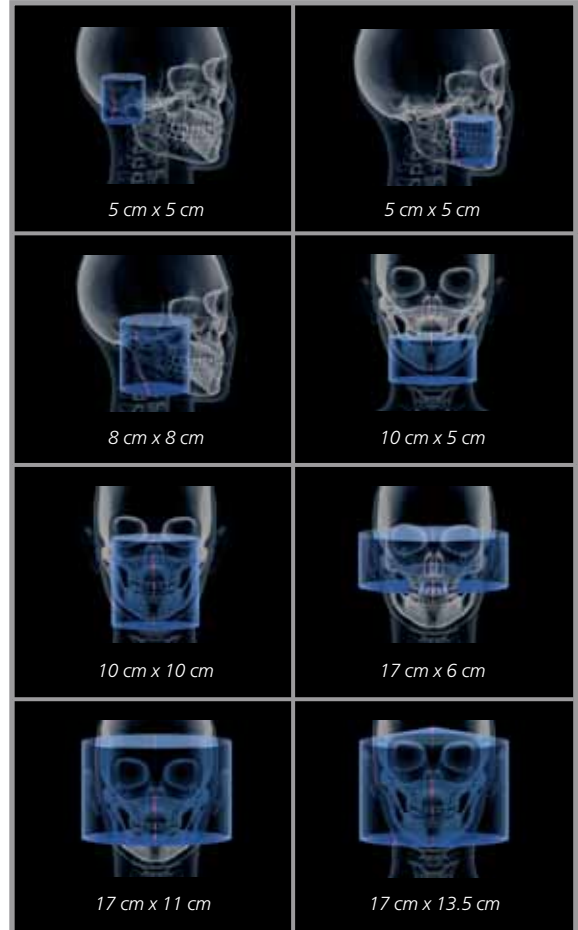 5 cm x 5 cm
5 cm x 5 cm
8 cm x 8 cm
10 cm x 5 cm
10 cm x 10 cm
17 cm x 6 cm
17 cm x 11 cm
17 cm x 13.5 cm